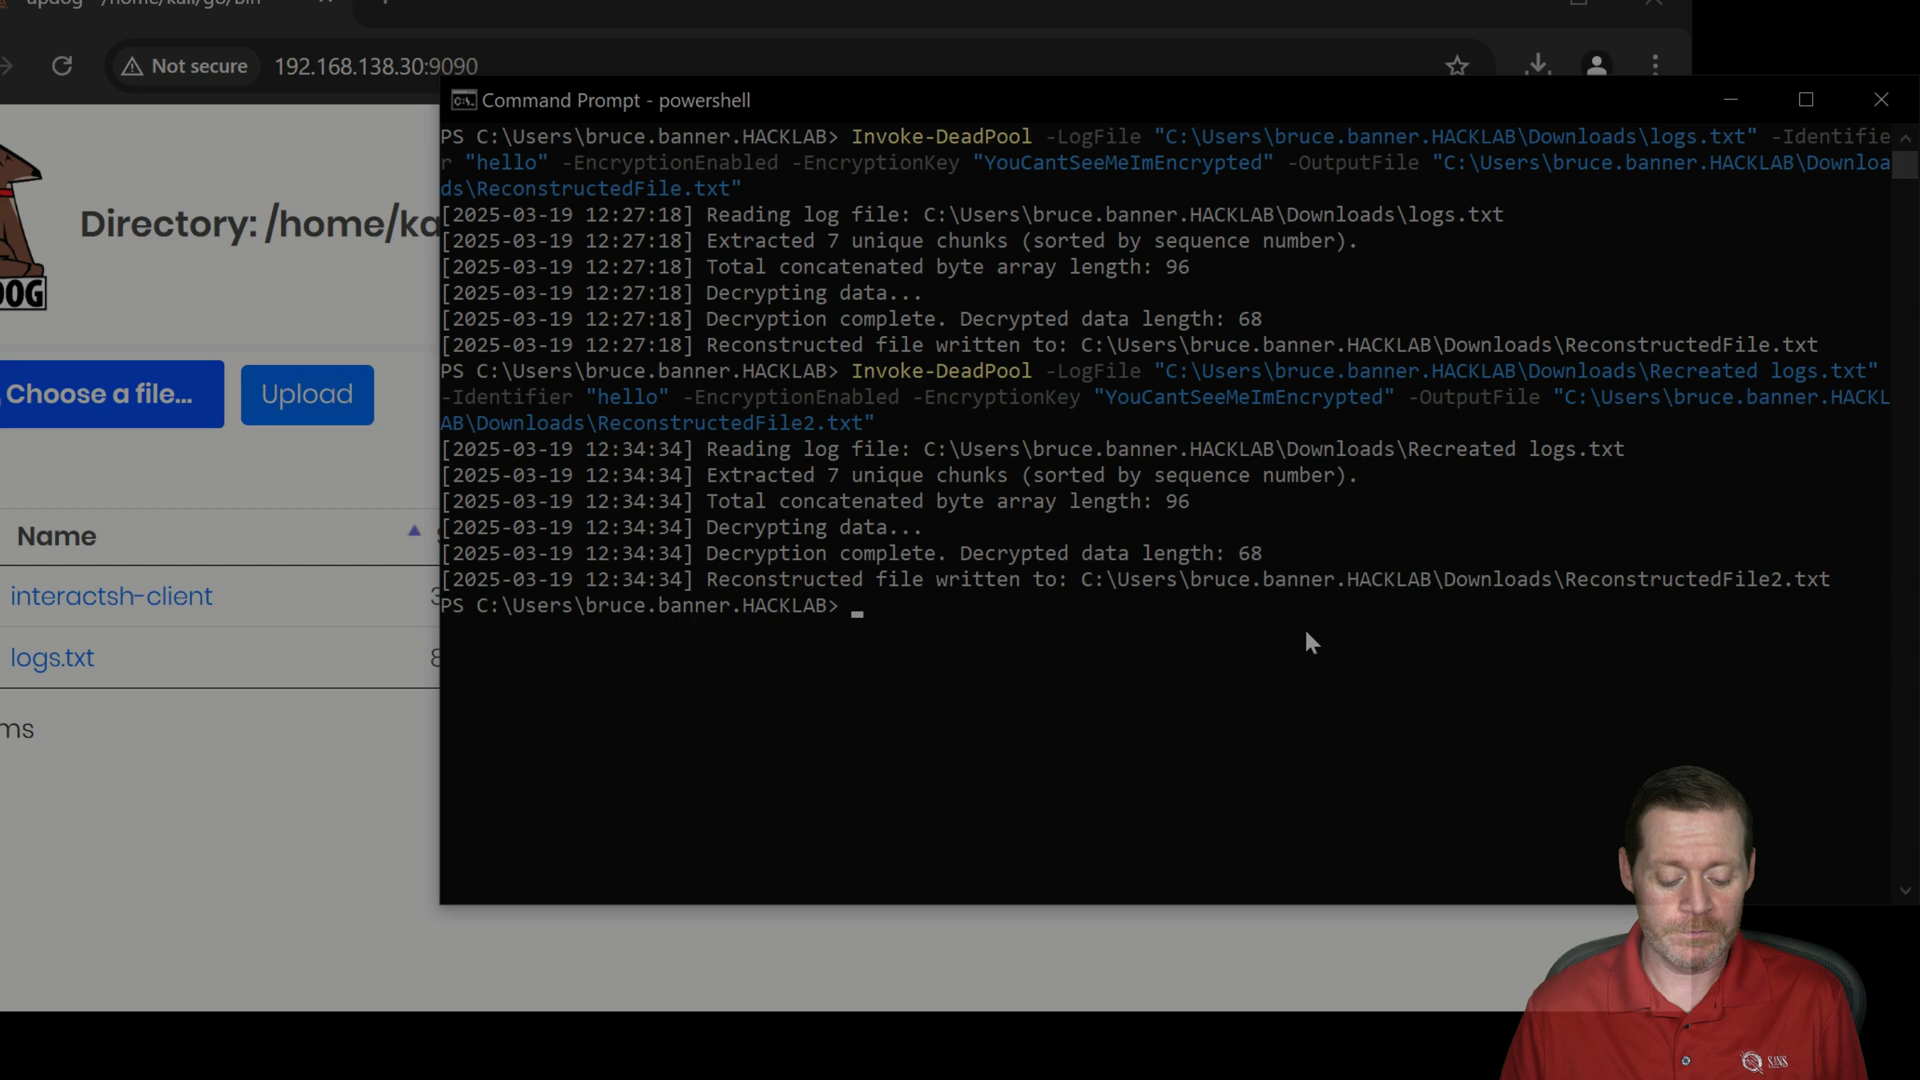 Not secure 192.168.138.30:9090
Command Prompt - powershell
PS C:\Users\bruce.banner.HACKLAB> Invoke-DeadPool -LogFile "C:\Users\bruce.banner.HACKLAB\Downloads\logs.txt" -Identifie
r "hello" -EncryptionEnabled -EncryptionKey "YouCantSeeMeImEncrypted" -OutputFile "C:\Users\bruce.banner.HACKLAB\Downloa
ds\ReconstructedFile.txt"
[2025-03-19 12:27:18] Reading log file: C:\Users\bruce.banner.HACKLAB\Downloads\logs.txt
[2025-03-19 12:27:18] Extracted 7 unique chunks (sorted by sequence number).
[2025-03-19 12:27:18] Total concatenated byte array length: 96
[2025-03-19 12:27:18] Decrypting data...
[2025-03-19 12:27:18] Decryption complete. Decrypted data length: 68
[2025-03-19 12:27:18] Reconstructed file written to: C:\Users\bruce.banner.HACKLAB\Downloads\ReconstructedFile.txt
PS C:\Users\bruce.banner.HACKLAB> Invoke-DeadPool -LogFile "C:\Users\bruce.banner.HACKLAB\Downloads\Recreated logs.txt"
-Identifier "hello" -EncryptionEnabled -EncryptionKey "YouCantSeeMeImEncrypted" -OutputFile "C:\Users\bruce.banner.HACKL
AB\Downloads\ReconstructedFile2.txt"
[2025-03-19 12:34:34] Reading log file: C:\Users\bruce.banner.HACKLAB\Downloads\Recreated logs.txt
[2025-03-19 12:34:34] Extracted 7 unique chunks (sorted by sequence number).
[2025-03-19 12:34:34] Total concatenated byte array length: 96
[2025-03-19 12:34:34] Decrypting data...
[2025-03-19 12:34:34] Decryption complete. Decrypted data length: 68
[2025-03-19 12:34:34] Reconstructed file written to: C:\Users\bruce.banner.HACKLAB\Downloads\ReconstructedFile2.txt
PS C:\Users\bruce.banner.HACKLAB>
Directory: /home/ka
OG
Choose a file...
Upload
Name
interactsh-client 3
logs.txt 8
ms
SANS